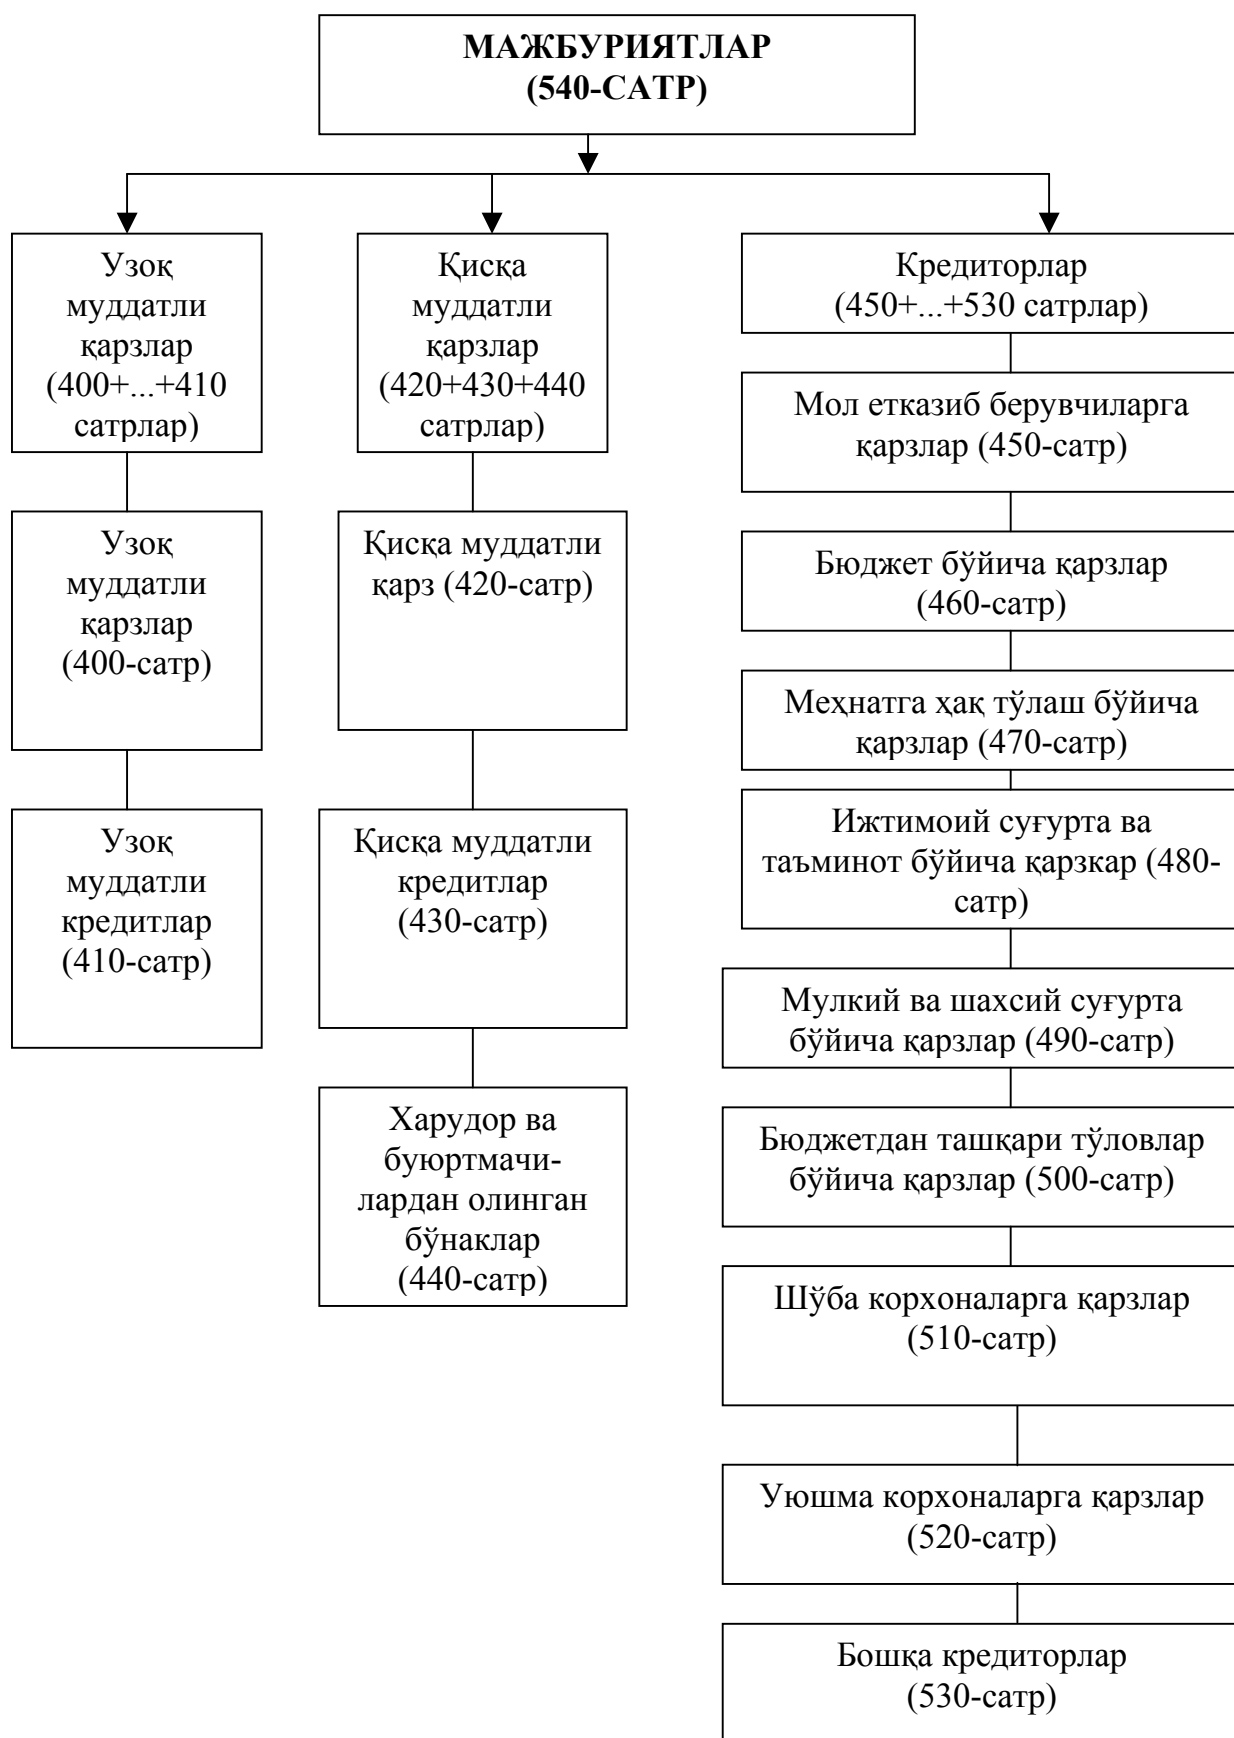 МАЖБУРИЯТЛАР
(540-САТР)
Узоқ
муддатли
қарзлар
(400+...+410
сатрлар)
Узоқ
муддатли
қарзлар
(400-сатр)
Узоқ
муддатли
кредитлар
(410-сатр)
Қисқа
муддатли
қарзлар
(420+430+440
сатрлар)
Қисқа муддатли
қарз (420-сатр)
Қисқа муддатли
кредитлар
(430-сатр)
Харудор ва
буюртмачи-
лардан олинган
бўнаклар
(440-сатр)
Кредиторлар
(450+...+530 сатрлар)
Мол етказиб берувчиларга
қарзлар (450-сатр)
Бюджет бўйича қарзлар
(460-сатр)
Меҳнатга ҳақ тўлаш бўйича
қарзлар (470-сатр)
Ижтимоий суғурта ва
таъминот бўйича қарзкар (480-
сатр)
Мулкий ва шахсий суғурта
бўйича қарзлар (490-сатр)
Бюджетдан ташқари тўловлар
бўйича қарзлар (500-сатр)
Шўба корхоналарга қарзлар
(510-сатр)
Уюшма корхоналарга қарзлар
(520-сатр)
Бошқа кредиторлар
(530-сатр)